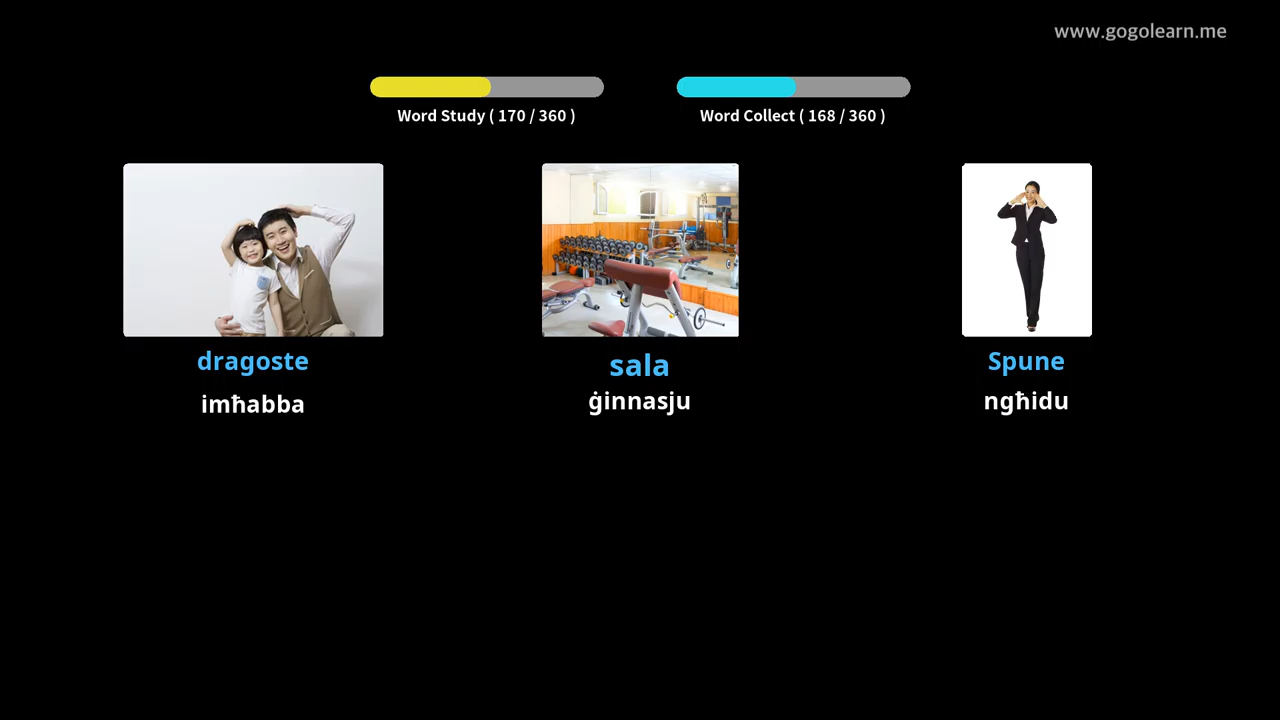 www.gogolearn.me
Word Study ( 170 / 360 )
Word Collect ( 168 / 360 )
dragoste
imħabba
sala
ġinnasju
Spune
ngħidu